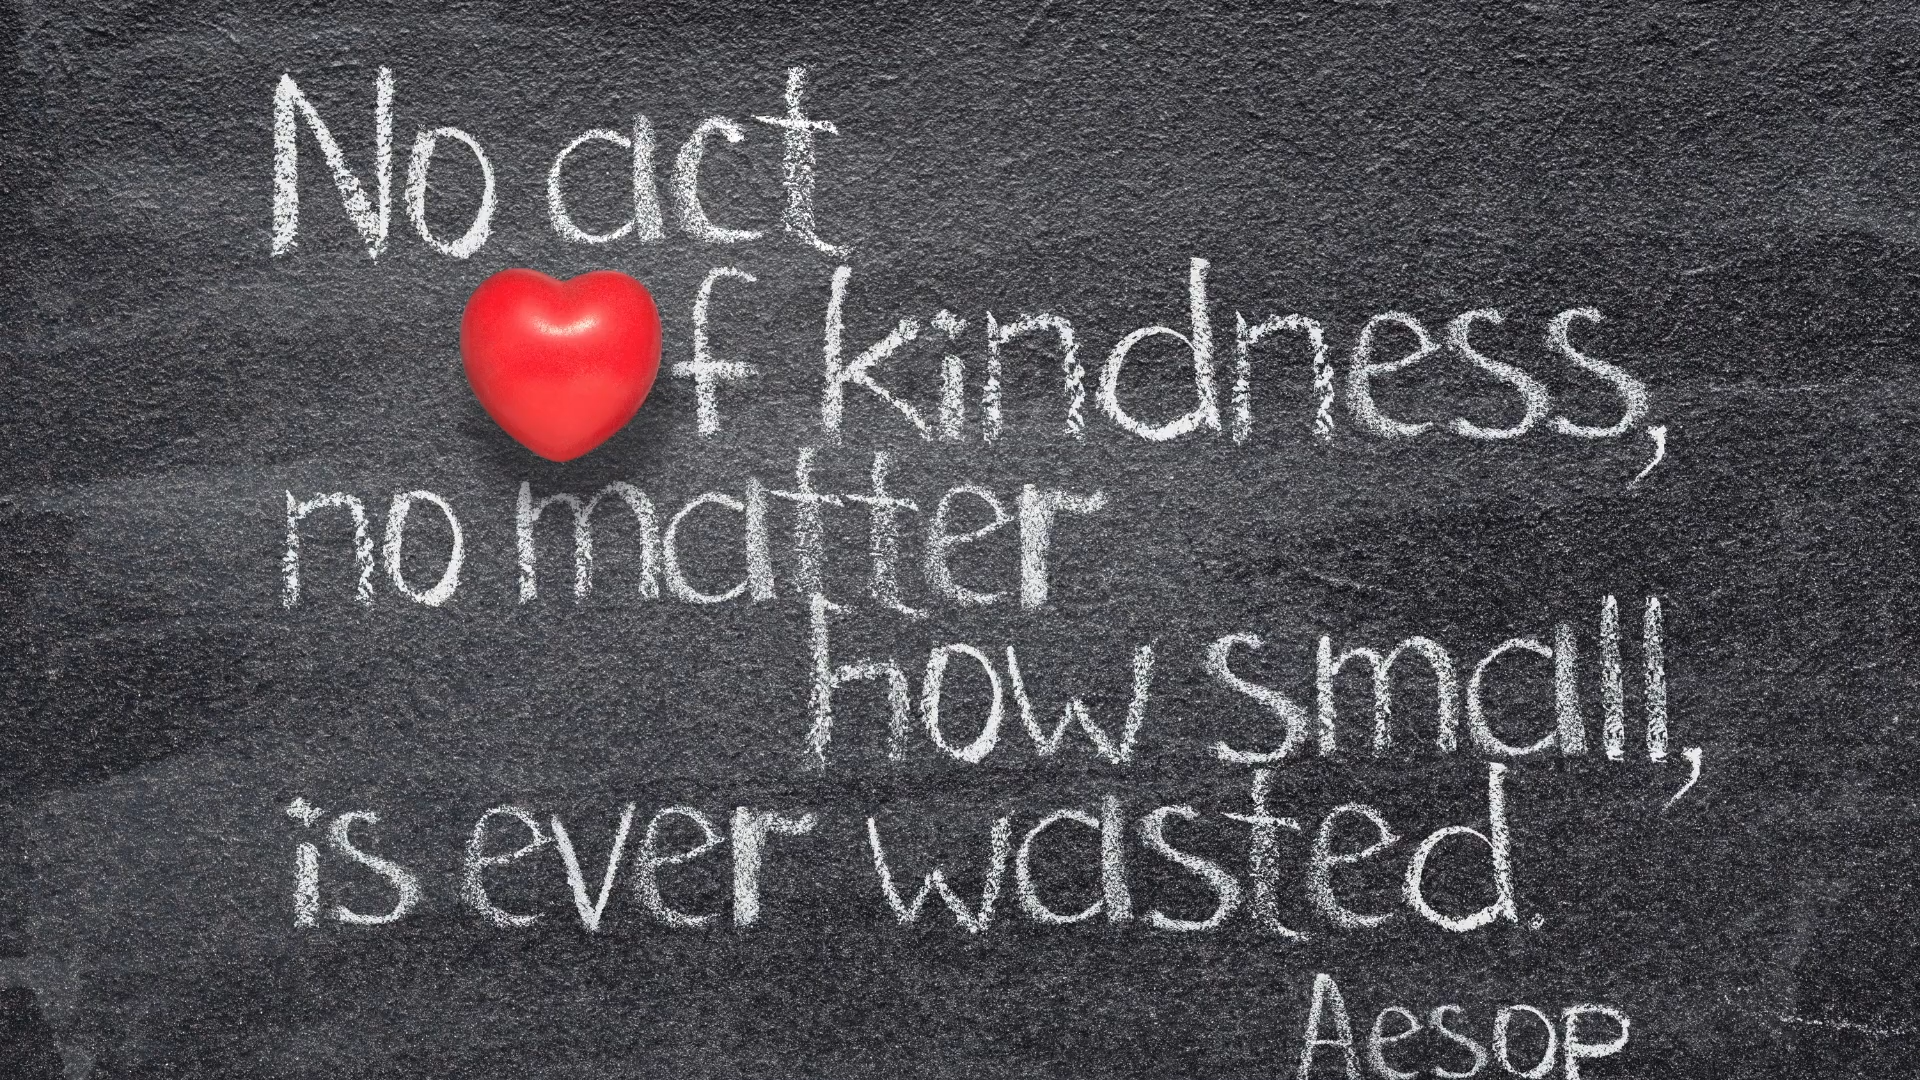 No act
f kindness,
no matter
how small,
is ever wasted.
Aesop